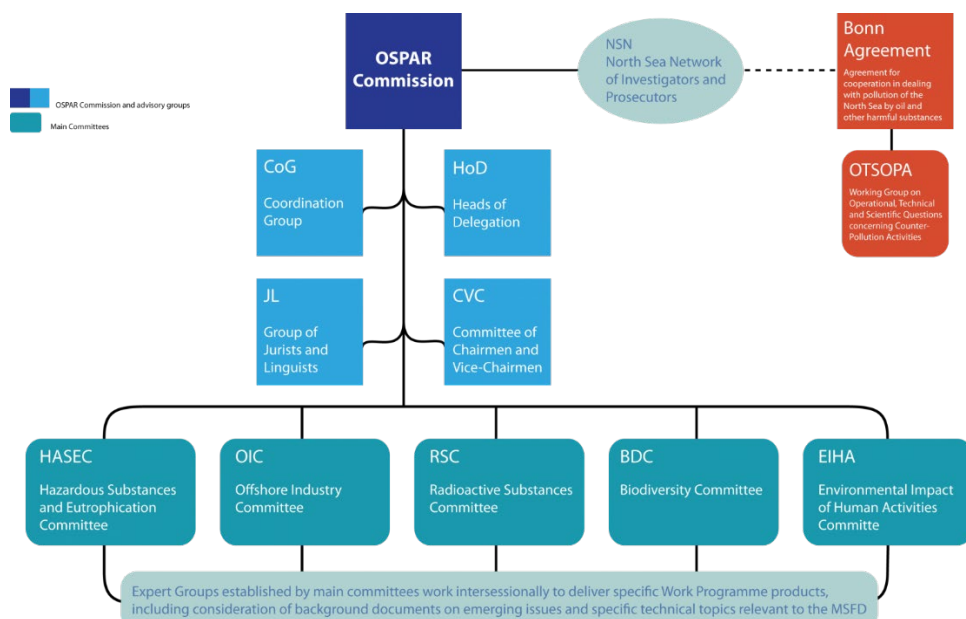 OSPAR
Commission
NSN
North Sea Network
of Investigators and
Prosecutors
Bonn
Agreement
Agreement for
cooperation in dealing
with pollution of the
North Sea by oil and
other harmful substances
OSPAR Commission and advisory groups
Main Committees
OTSOPA
Working Group on
Operational, Technical
and Scientific Questions
concerning Counter-
Pollution Activities
CoG
Coordination
Group
HoD
Heads of
Delegation
JL
Group of
Jurists and
Linguists
CVC
Committee of
Chairmen and
Vice-Chairmen
HASEC
Hazardous Substances
and Eutrophication
Committee
OIC
Offshore Industry
Committee
RSC
Radioactive Substances
Committee
BDC
Biodiversity Committee
EIHA
Environmental Impact
of Human Activities
Committe
Expert Groups established by main committees work intersessionally to deliver specific Work Programme products,
including consideration of background documents on emerging issues and specific technical topics relevant to the MSFD